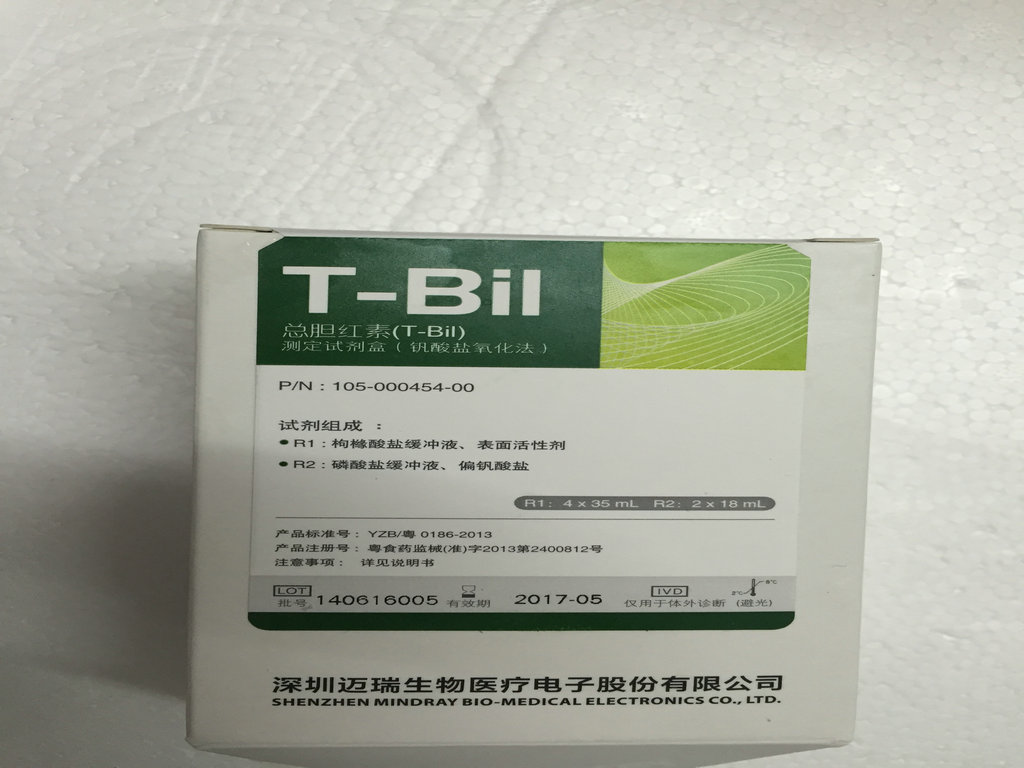 T-Bil
总胆红素(T-Bil)
测定试剂盒（钒酸盐氧化法）
P/N：105-000454-00
试剂组成：
●R1：枸橼酸盐缓冲液、表面活性剂
●R2：磷酸盐缓冲液、偏钒酸盐
R1: 4 x 35 mL R2: 2 x 18 mL
产品标准号：YZB/粤 0186-2013
产品注册号：粤食药监械(准)字2013第2400812号
注意事项： 详见说明书
LOT IVD 2°C 8°C
批号 140616005 有效期 2017-05 仅用于体外诊断 (避光)
深圳迈瑞生物医疗电子股份有限公司
SHENZHEN MINDRAY BIO-MEDICAL ELECTRONICS CO., LTD.